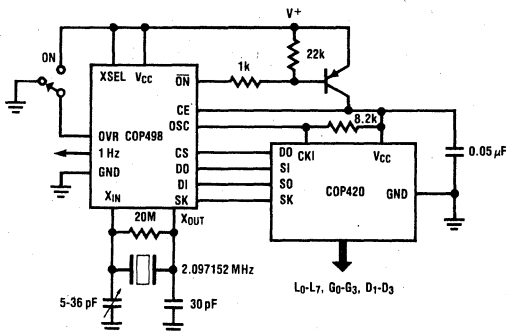 V+
ON
22k
XSEL VCC
ON
1k
CE
OSC
8.2k
OVR COP498
1 Hz
GND
CS
DO
DI
SK
DO
SI
SO
SK
CKI
VCC
COP420
GND
0.05 μF
XIN
XOUT
20M
2.097152 MHz
5-36 pF
30 pF
L0-L7, G0-G3, D1-D3